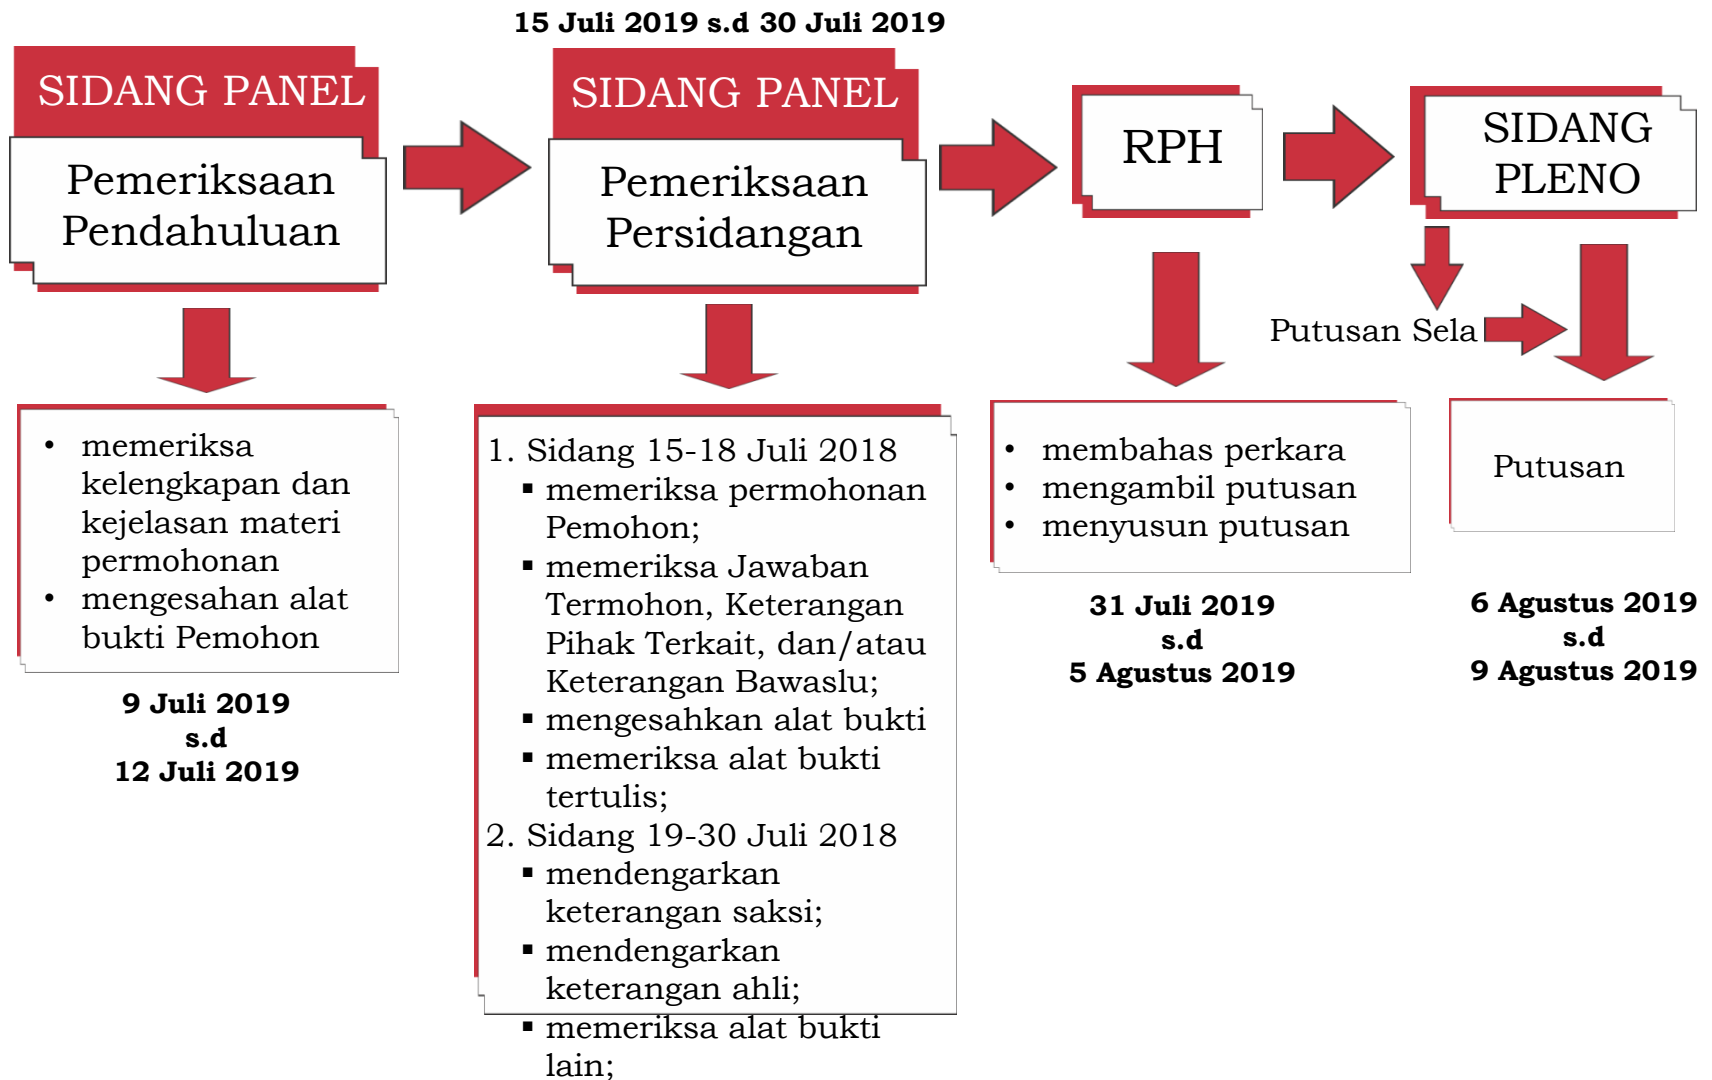 15 Juli 2019 s.d 30 Juli 2019
SIDANG PANEL
Pemeriksaan
Pendahuluan
SIDANG PANEL
Pemeriksaan
Persidangan
RPH
SIDANG
PLENO
Putusan Sela
• memeriksa
kelengkapan dan
kejelasan materi
permohonan
• mengesahan alat
bukti Pemohon
9 Juli 2019
s.d
12 Juli 2019
1. Sidang 15-18 Juli 2018
▪ memeriksa permohonan
Pemohon;
▪ memeriksa Jawaban
Termohon, Keterangan
Pihak Terkait, dan/atau
Keterangan Bawaslu;
▪ mengesahkan alat bukti
▪ memeriksa alat bukti
tertulis;
2. Sidang 19-30 Juli 2018
▪ mendengarkan
keterangan saksi;
▪ mendengarkan
keterangan ahli;
▪ memeriksa alat bukti
lain;
• membahas perkara
• mengambil putusan
• menyusun putusan
31 Juli 2019
s.d
5 Agustus 2019
Putusan
6 Agustus 2019
s.d
9 Agustus 2019